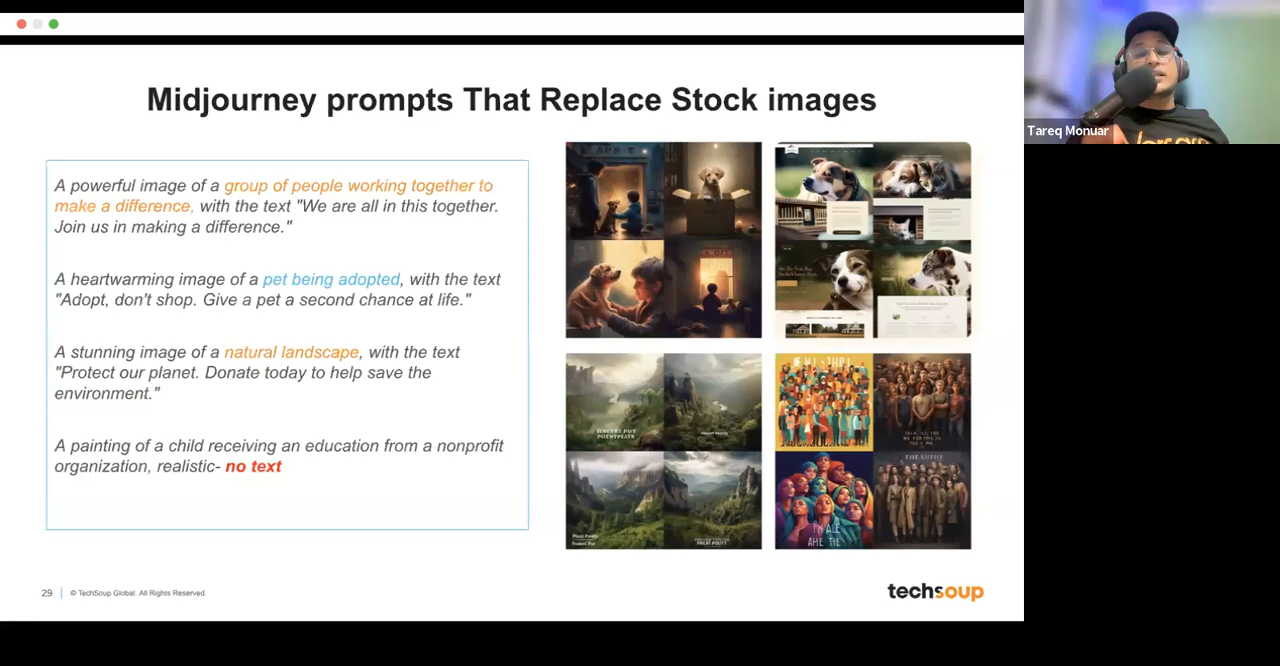 Midjourney prompts That Replace Stock images
A powerful image of a group of people working together to
make a difference, with the text "We are all in this together.
Join us in making a difference."
A heartwarming image of a pet being adopted, with the text
"Adopt, don't shop. Give a pet a second chance at life."
A stunning image of a natural landscape, with the text
"Protect our planet. Donate today to help save the
environment."
A painting of a child receiving an education from a nonprofit
organization, realistic- no text
29
© TechSoup Global. All Rights Reserved.
techsoup
Tareq Monuar